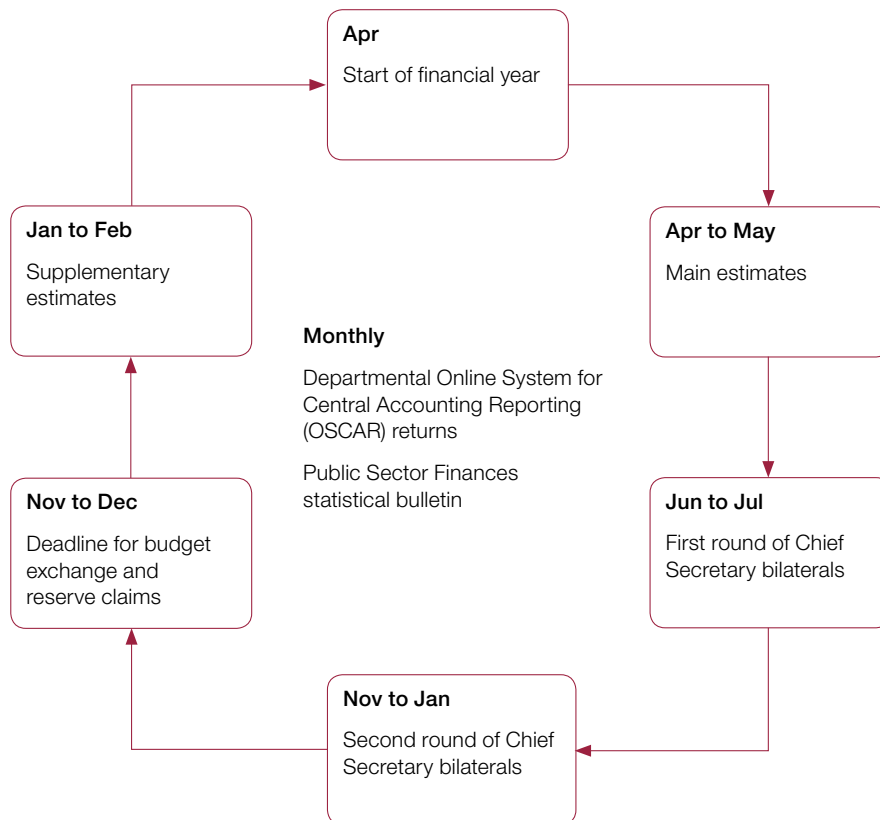 Apr
Start of financial year
Jan to Feb
Supplementary
estimates
Apr to May
Main estimates
Monthly
Departmental Online System for
Central Accounting Reporting
(OSCAR) returns
Public Sector Finances
statistical bulletin
Nov to Dec
Deadline for budget
exchange and
reserve claims
Jun to Jul
First round of Chief
Secretary bilaterals
Nov to Jan
Second round of Chief
Secretary bilaterals